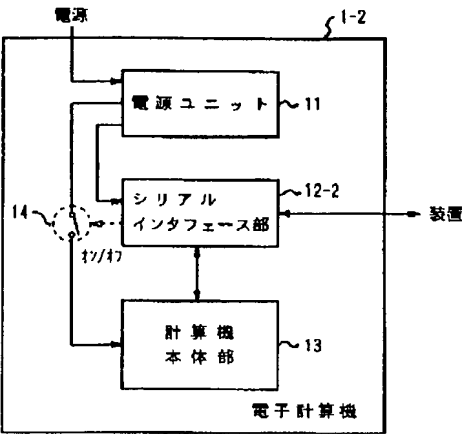 電源
1-2
電源ユニット
11
シリアル
インタフェース部
12-2
装置
14
オン/オフ
計算機
本体部
13
電子計算機